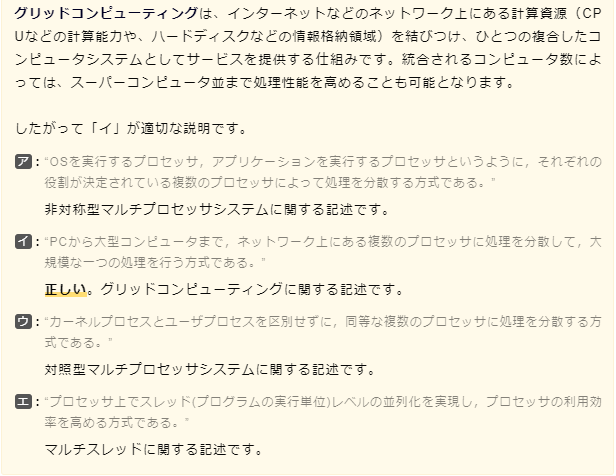 グリッドコンピューティングは、インターネットなどのネットワーク上にある計算資源（CP
Uなどの計算能力や、ハードディスクなどの情報格納領域）を結びつけ、ひとつの複合したコ
ンピュータシステムとしてサービスを提供する仕組みです。統合されるコンピュータ数によ
っては、スーパーコンピュータ並まで処理性能を高めることも可能となります。
したがって「イ」が適切な説明です。
ア：“OSを実行するプロセッサ，アプリケーションを実行するプロセッサというように，それぞれの
役割が決定されている複数のプロセッサによって処理を分散する方式である。”
非対称型マルチプロセッサシステムに関する記述です。
イ：“PCから大型コンピュータまで，ネットワーク上にある複数のプロセッサに処理を分散して，大
規模な一つの処理を行う方式である。”
正しい。グリッドコンピューティングに関する記述です。
ウ：“カーネルプロセスとユーザプロセスを区別せずに，同等な複数のプロセッサに処理を分散する方
式である。”
対照型マルチプロセッサシステムに関する記述です。
エ：“プロセッサ上でスレッド(プログラムの実行単位)レベルの並列化を実現し，プロセッサの利用効
率を高める方式である。”
マルチスレッドに関する記述です。